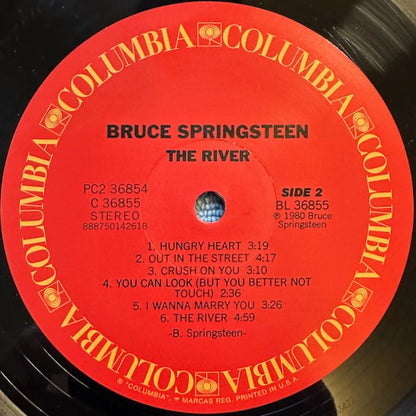 COLUMBIA COLUMBIA COLUMBIA COLUMBIA COLUMBIA COLUMBIA
BRUCE SPRINGSTEEN
THE RIVER
PC2 36854
C 36855
STEREO
888750142618
SIDE 2
BL 36855
℗ 1980 Bruce
Springsteen
1. HUNGRY HEART 3:19
2. OUT IN THE STREET 4:17
3. CRUSH ON YOU 3:10
4. YOU CAN LOOK (BUT YOU BETTER NOT
TOUCH) 2:36
5. I WANNA MARRY YOU 3:26
6. THE RIVER 4:59
-B. Springsteen-
® "COLUMBIA", MARCAS REG. PRINTED IN U.S.A.